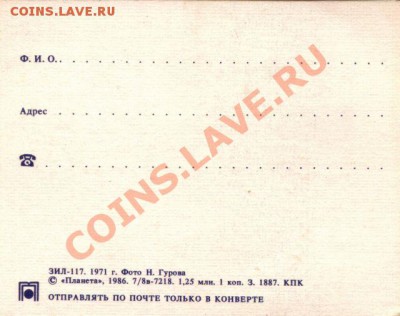 COINS.LAVE.RU
Ф. И. О. . . . . . . . . . . . . . . . . . . . . . . . . . . . . .
Адрес . . . . . . . . . . . . . . . . . . . . . . . . . . . . . .
☎ . . . . . . . . . . . . . . . . . . . . . . . . . . . . . .
COINS.LAVE.RU
ЗИЛ-117. 1971 г. Фото Н. Гурова
© «Планета», 1986. 7/8в-7218. 1,25 млн. 1 коп. З. 1887. КПК
ОТПРАВЛЯТЬ ПО ПОЧТЕ ТОЛЬКО В КОНВЕРТЕ
COINS.LAVE.RU